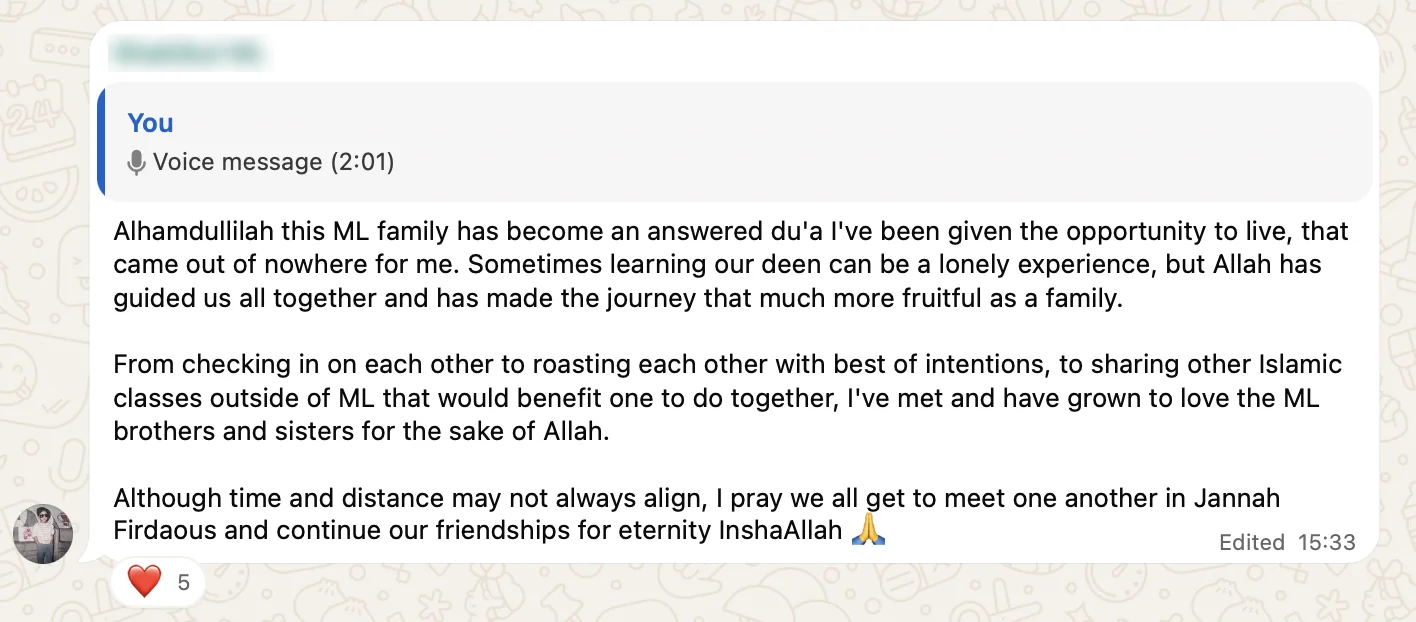 You
Voice message (2:01)
Alhamdullilah this ML family has become an answered du'a I've been given the opportunity to live, that
came out of nowhere for me. Sometimes learning our deen can be a lonely experience, but Allah has
guided us all together and has made the journey that much more fruitful as a family.
From checking in on each other to roasting each other with best of intentions, to sharing other Islamic
classes outside of ML that would benefit one to do together, I've met and have grown to love the ML
brothers and sisters for the sake of Allah.
Although time and distance may not always align, I pray we all get to meet one another in Jannah
Firdaous and continue our friendships for eternity InshaAllah 🙏
Edited 15:33
❤️ 5